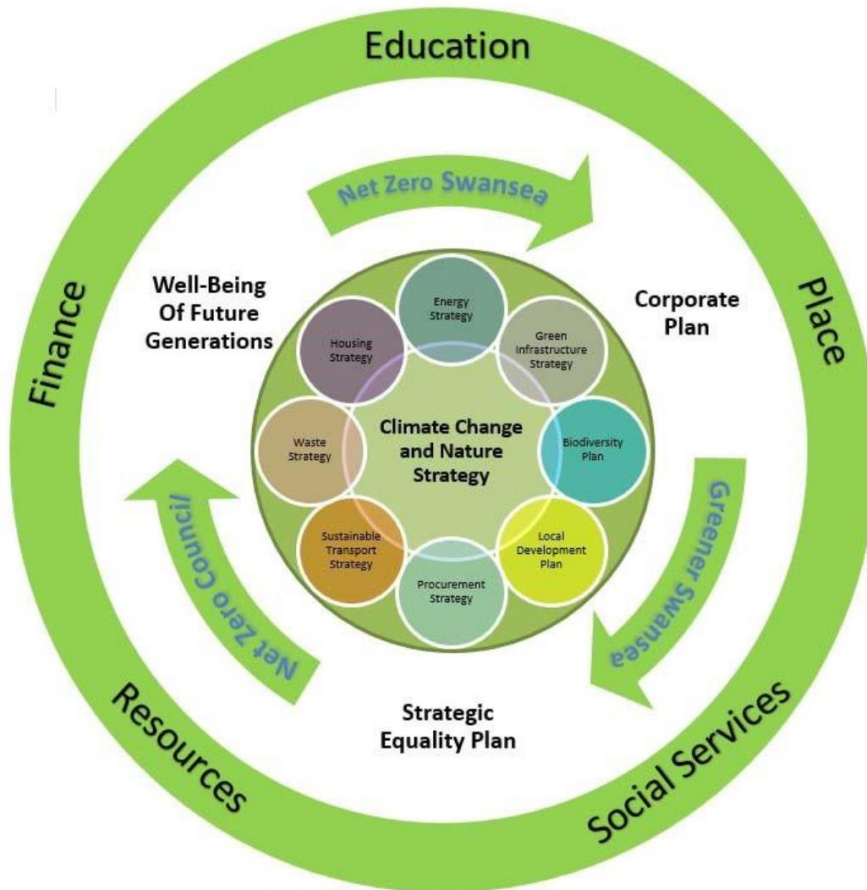 Education
Net Zero Swansea
Finance
Place
Well-Being
Of Future
Generations
Corporate
Plan
Energy
Strategy
Housing
Strategy
Green
Infrastructure
Strategy
Climate Change
and Nature
Strategy
Waste
Strategy
Biodiversity
Plan
Sustainable
Transport
Strategy
Local
Development
Plan
Procurement
Strategy
Net Zero Council
Greener Swansea
Strategic
Equality Plan
Resources
Social Services